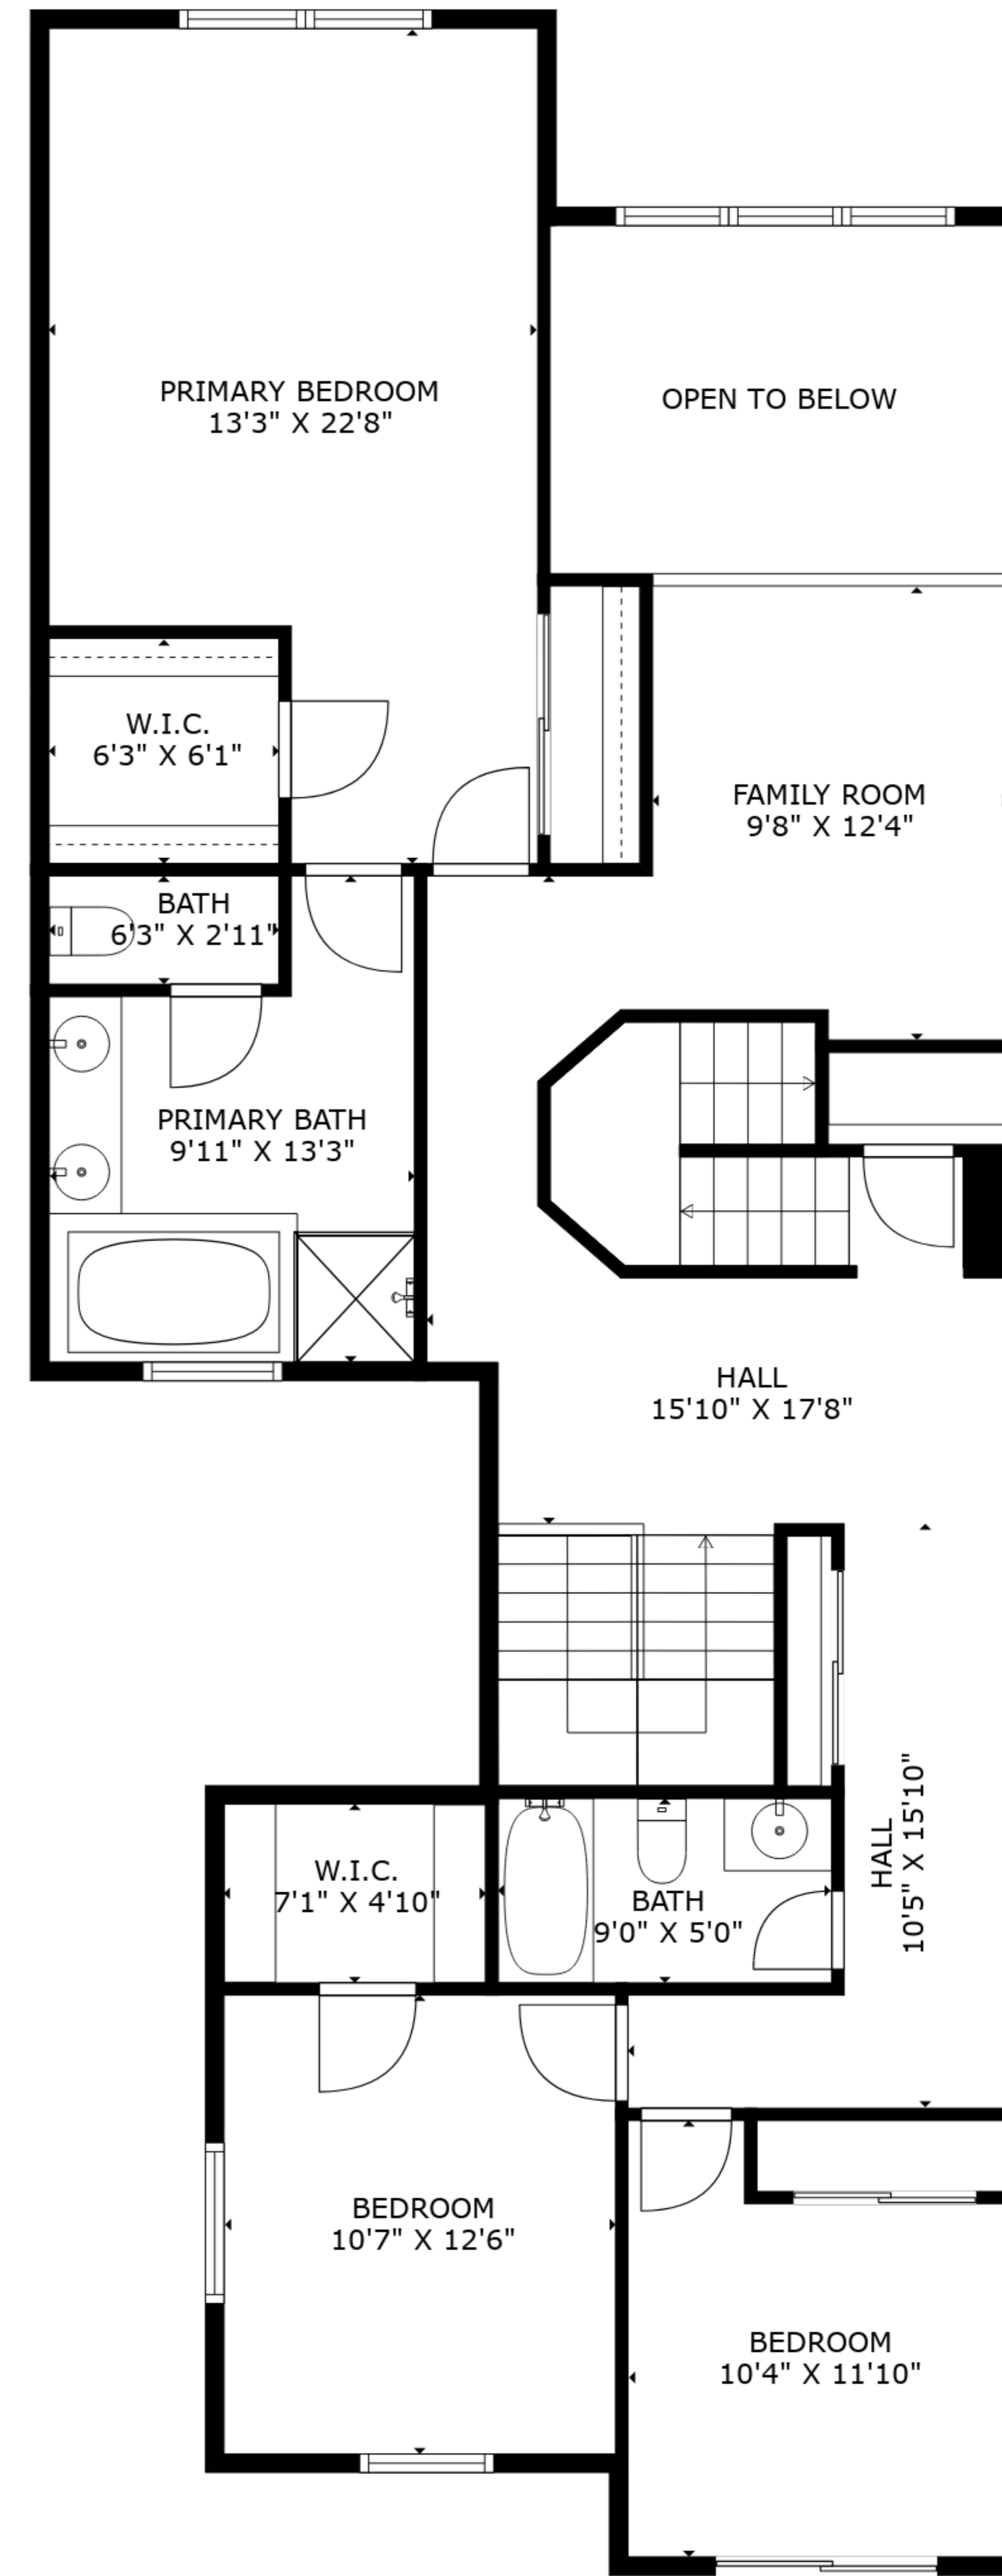 PRIMARY BEDROOM
13'3" X 22'8"
OPEN TO BELOW
W.I.C.
6'3" X 6'1"
FAMILY ROOM
9'8" X 12'4"
BATH
6'3" X 2'11"
PRIMARY BATH
9'11" X 13'3"
HALL
15'10" X 17'8"
HALL
10'5" X 15'10"
W.I.C.
7'1" X 4'10"
BATH
9'0" X 5'0"
BEDROOM
10'7" X 12'6"
BEDROOM
10'4" X 11'10"